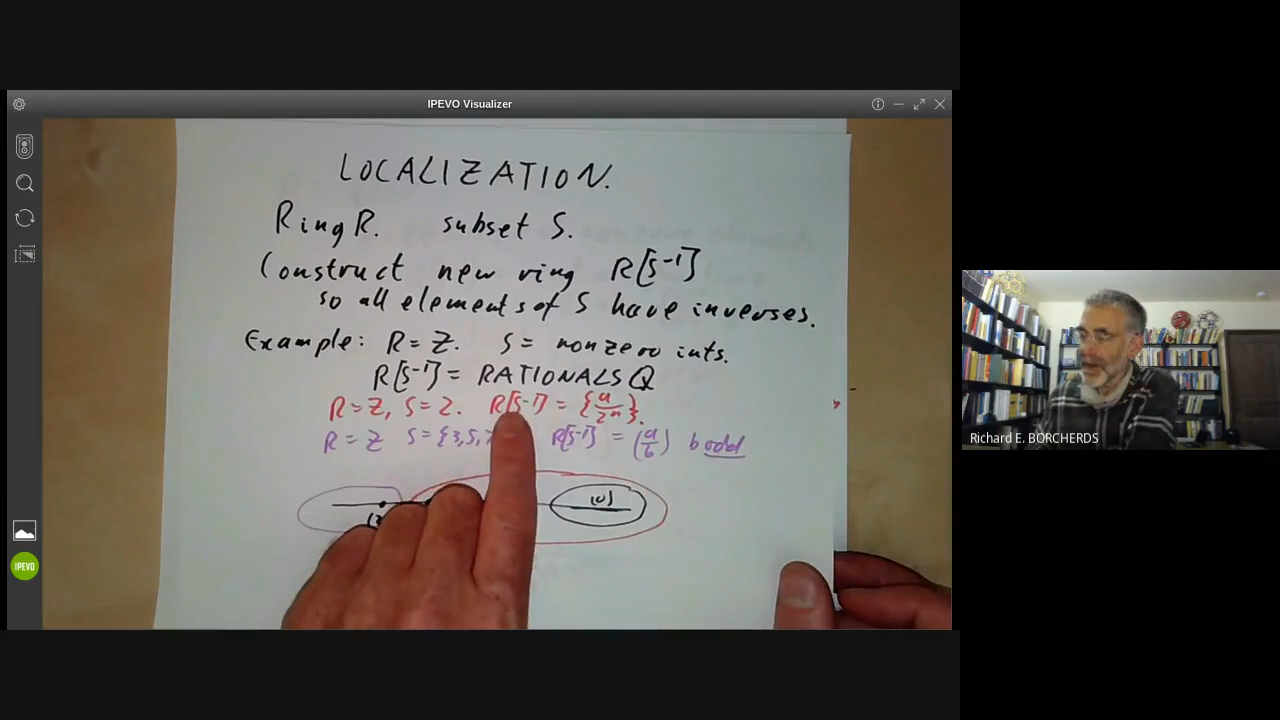 IPEVO Visualizer
LOCALIZATION.
Ring R. subset S.
Construct new ring R[S⁻¹]
so all elements of S have inverses.
Example: R = Z. S = nonzero ints.
R[S⁻¹] = RATIONALS Q
R = Z, S = 2. R[S⁻¹] = {a/2ⁿ}.
R = Z S = {3, 5, R[S⁻¹] = (a/b) b odd
(0)
IPEVO
Richard E. BORCHERDS